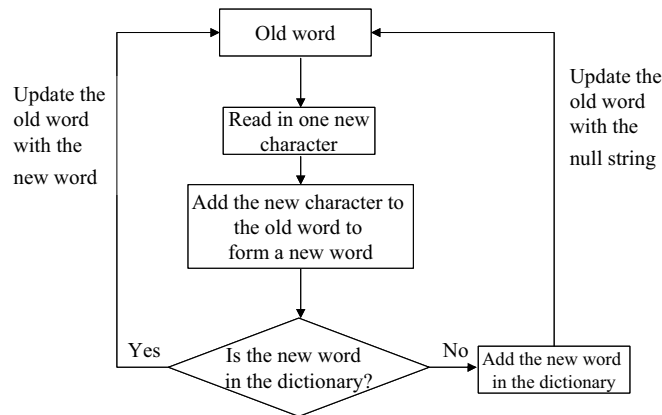 Old word
Update the
old word
with the
new word
Update the
old word
with the
null string
Read in one new
character
Add the new character to
the old word to
form a new word
Yes
Is the new word
in the dictionary?
No
Add the new word
in the dictionary